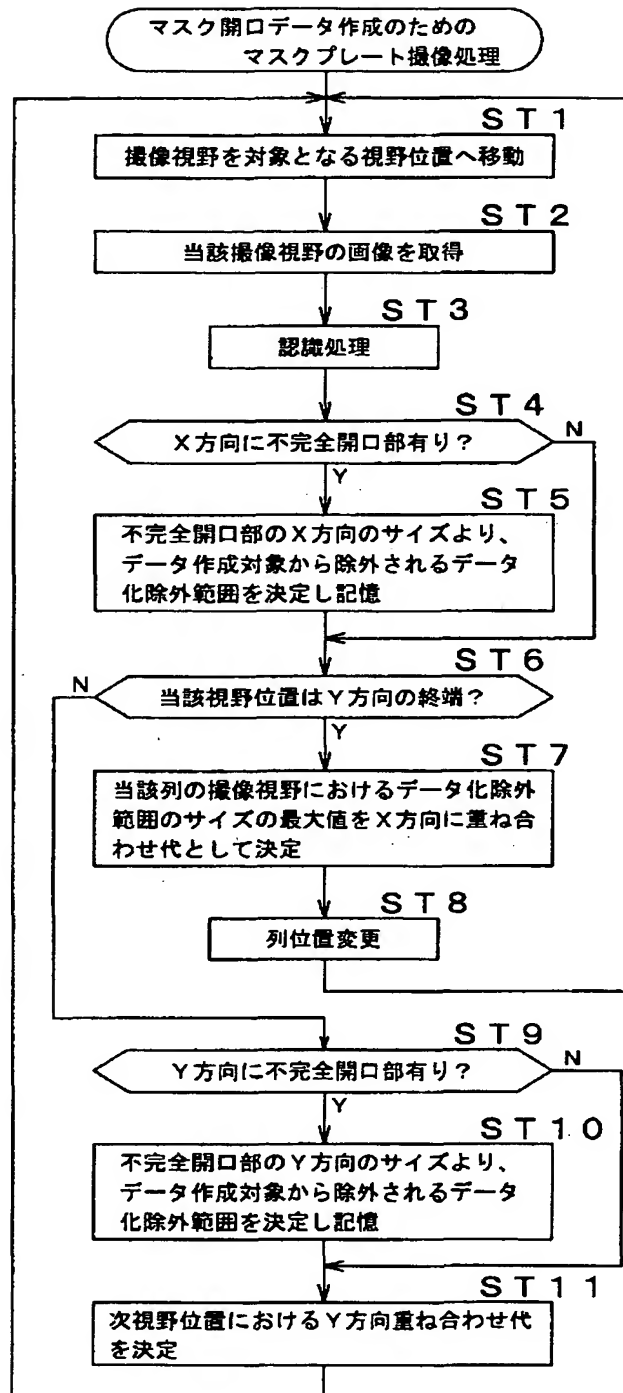 マスク開口データ作成のための
マスクプレート撮像処理
ST1
撮像視野を対象となる視野位置へ移動
ST2
当該撮像視野の画像を取得
ST3
認識処理
ST4
X方向に不完全開口部有り?
N
Y
ST5
不完全開口部のX方向のサイズより、
データ作成対象から除外されるデータ
化除外範囲を決定し記憶
ST6
N
当該視野位置はY方向の終端?
Y
ST7
当該列の撮像視野におけるデータ化除外
範囲のサイズの最大値をX方向に重ね合
わせ代として決定
ST8
列位置変更
ST9
Y方向に不完全開口部有り?
N
Y
ST10
不完全開口部のY方向のサイズより、
データ作成対象から除外されるデータ
化除外範囲を決定し記憶
ST11
次視野位置におけるY方向重ね合わせ代
を決定